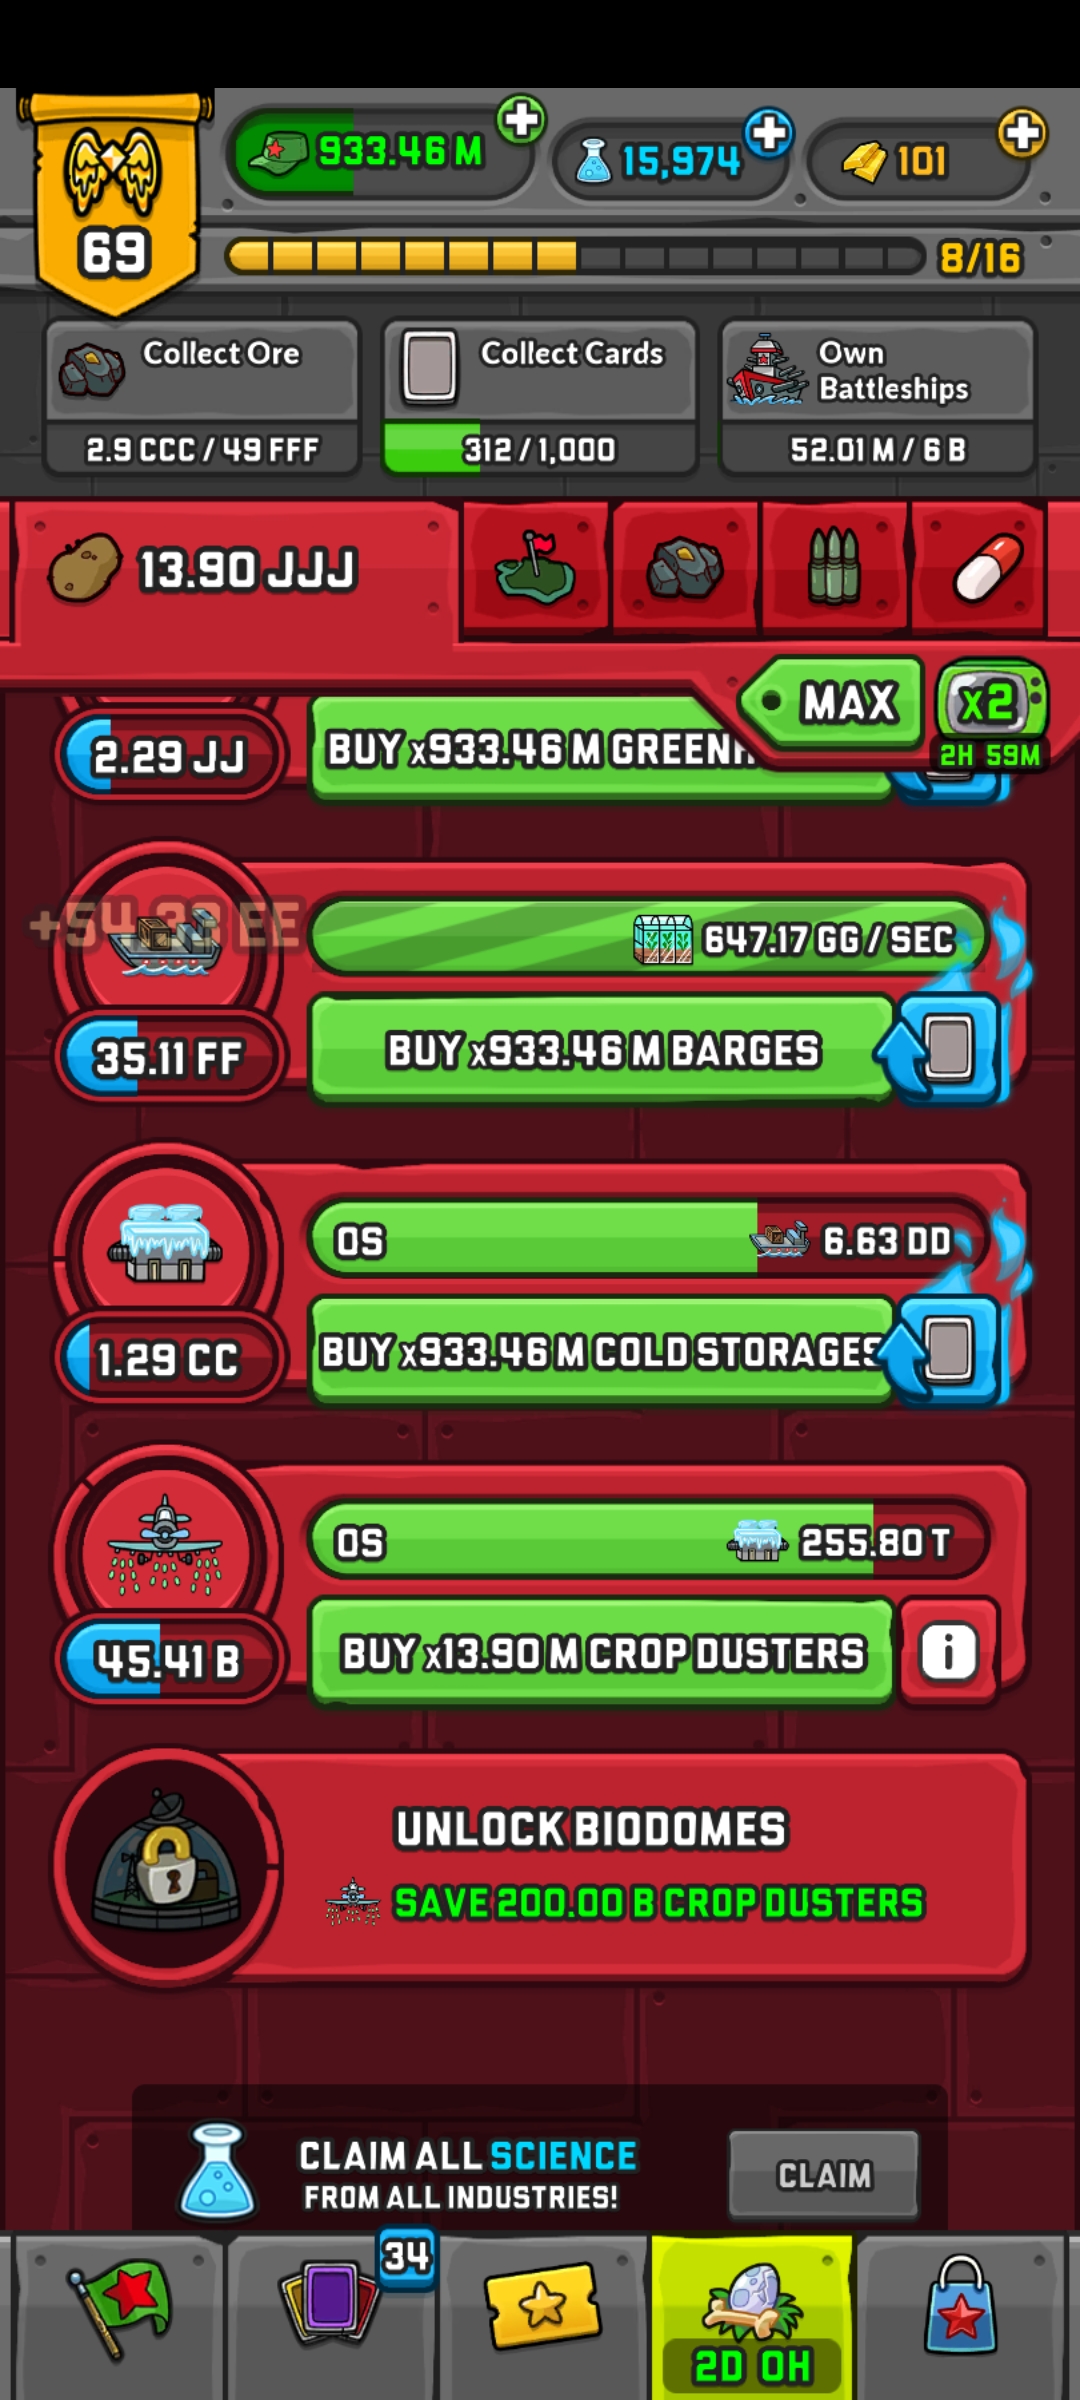 69
933.46 M
15,974
101
8/16
Collect Ore
2.9 CCC / 49 FFF
Collect Cards
312 / 1,000
Own
Battleships
52.01 M / 6 B
13.90 JJJ
MAX
x2
2H 59M
2.29 JJ
BUY x933.46 M GREENH
+54.38 EE
647.17 GG / SEC
35.11 FF
BUY x933.46 M BARGES
0S
6.63 DD
1.29 CC
BUY x933.46 M COLD STORAGES
0S
255.80 T
45.41 B
BUY x13.90 M CROP DUSTERS
i
UNLOCK BIODOMES
SAVE 200.00 B CROP DUSTERS
CLAIM ALL SCIENCE
FROM ALL INDUSTRIES!
CLAIM
34
2D 0H